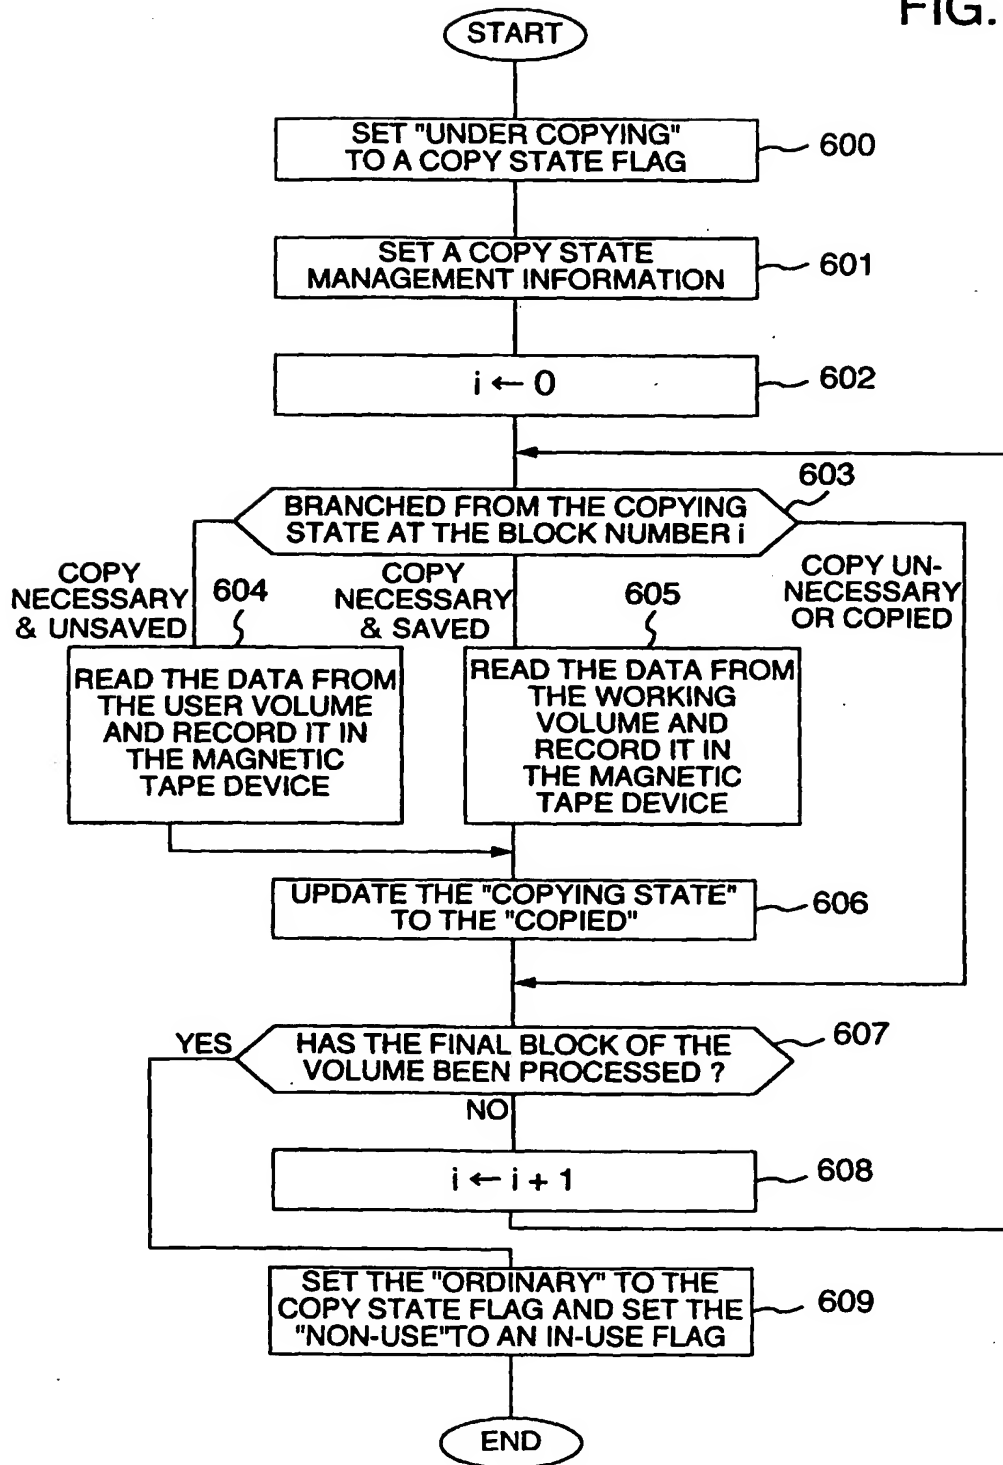 FIG.
START
SET "UNDER COPYING"
TO A COPY STATE FLAG
600
SET A COPY STATE
MANAGEMENT INFORMATION
601
i ← 0
602
603
BRANCHED FROM THE COPYING
STATE AT THE BLOCK NUMBER i
COPY
NECESSARY
& UNSAVED
604
COPY
NECESSARY
& SAVED
605
COPY UN-
NECESSARY
OR COPIED
READ THE DATA FROM
THE USER VOLUME
AND RECORD IT IN
THE MAGNETIC
TAPE DEVICE
READ THE DATA FROM
THE WORKING
VOLUME AND
RECORD IT IN
THE MAGNETIC
TAPE DEVICE
UPDATE THE "COPYING STATE"
TO THE "COPIED"
606
YES
HAS THE FINAL BLOCK OF THE
VOLUME BEEN PROCESSED ?
607
NO
i ← i + 1
608
SET THE "ORDINARY" TO THE
COPY STATE FLAG AND SET THE
"NON-USE"TO AN IN-USE FLAG
609
END